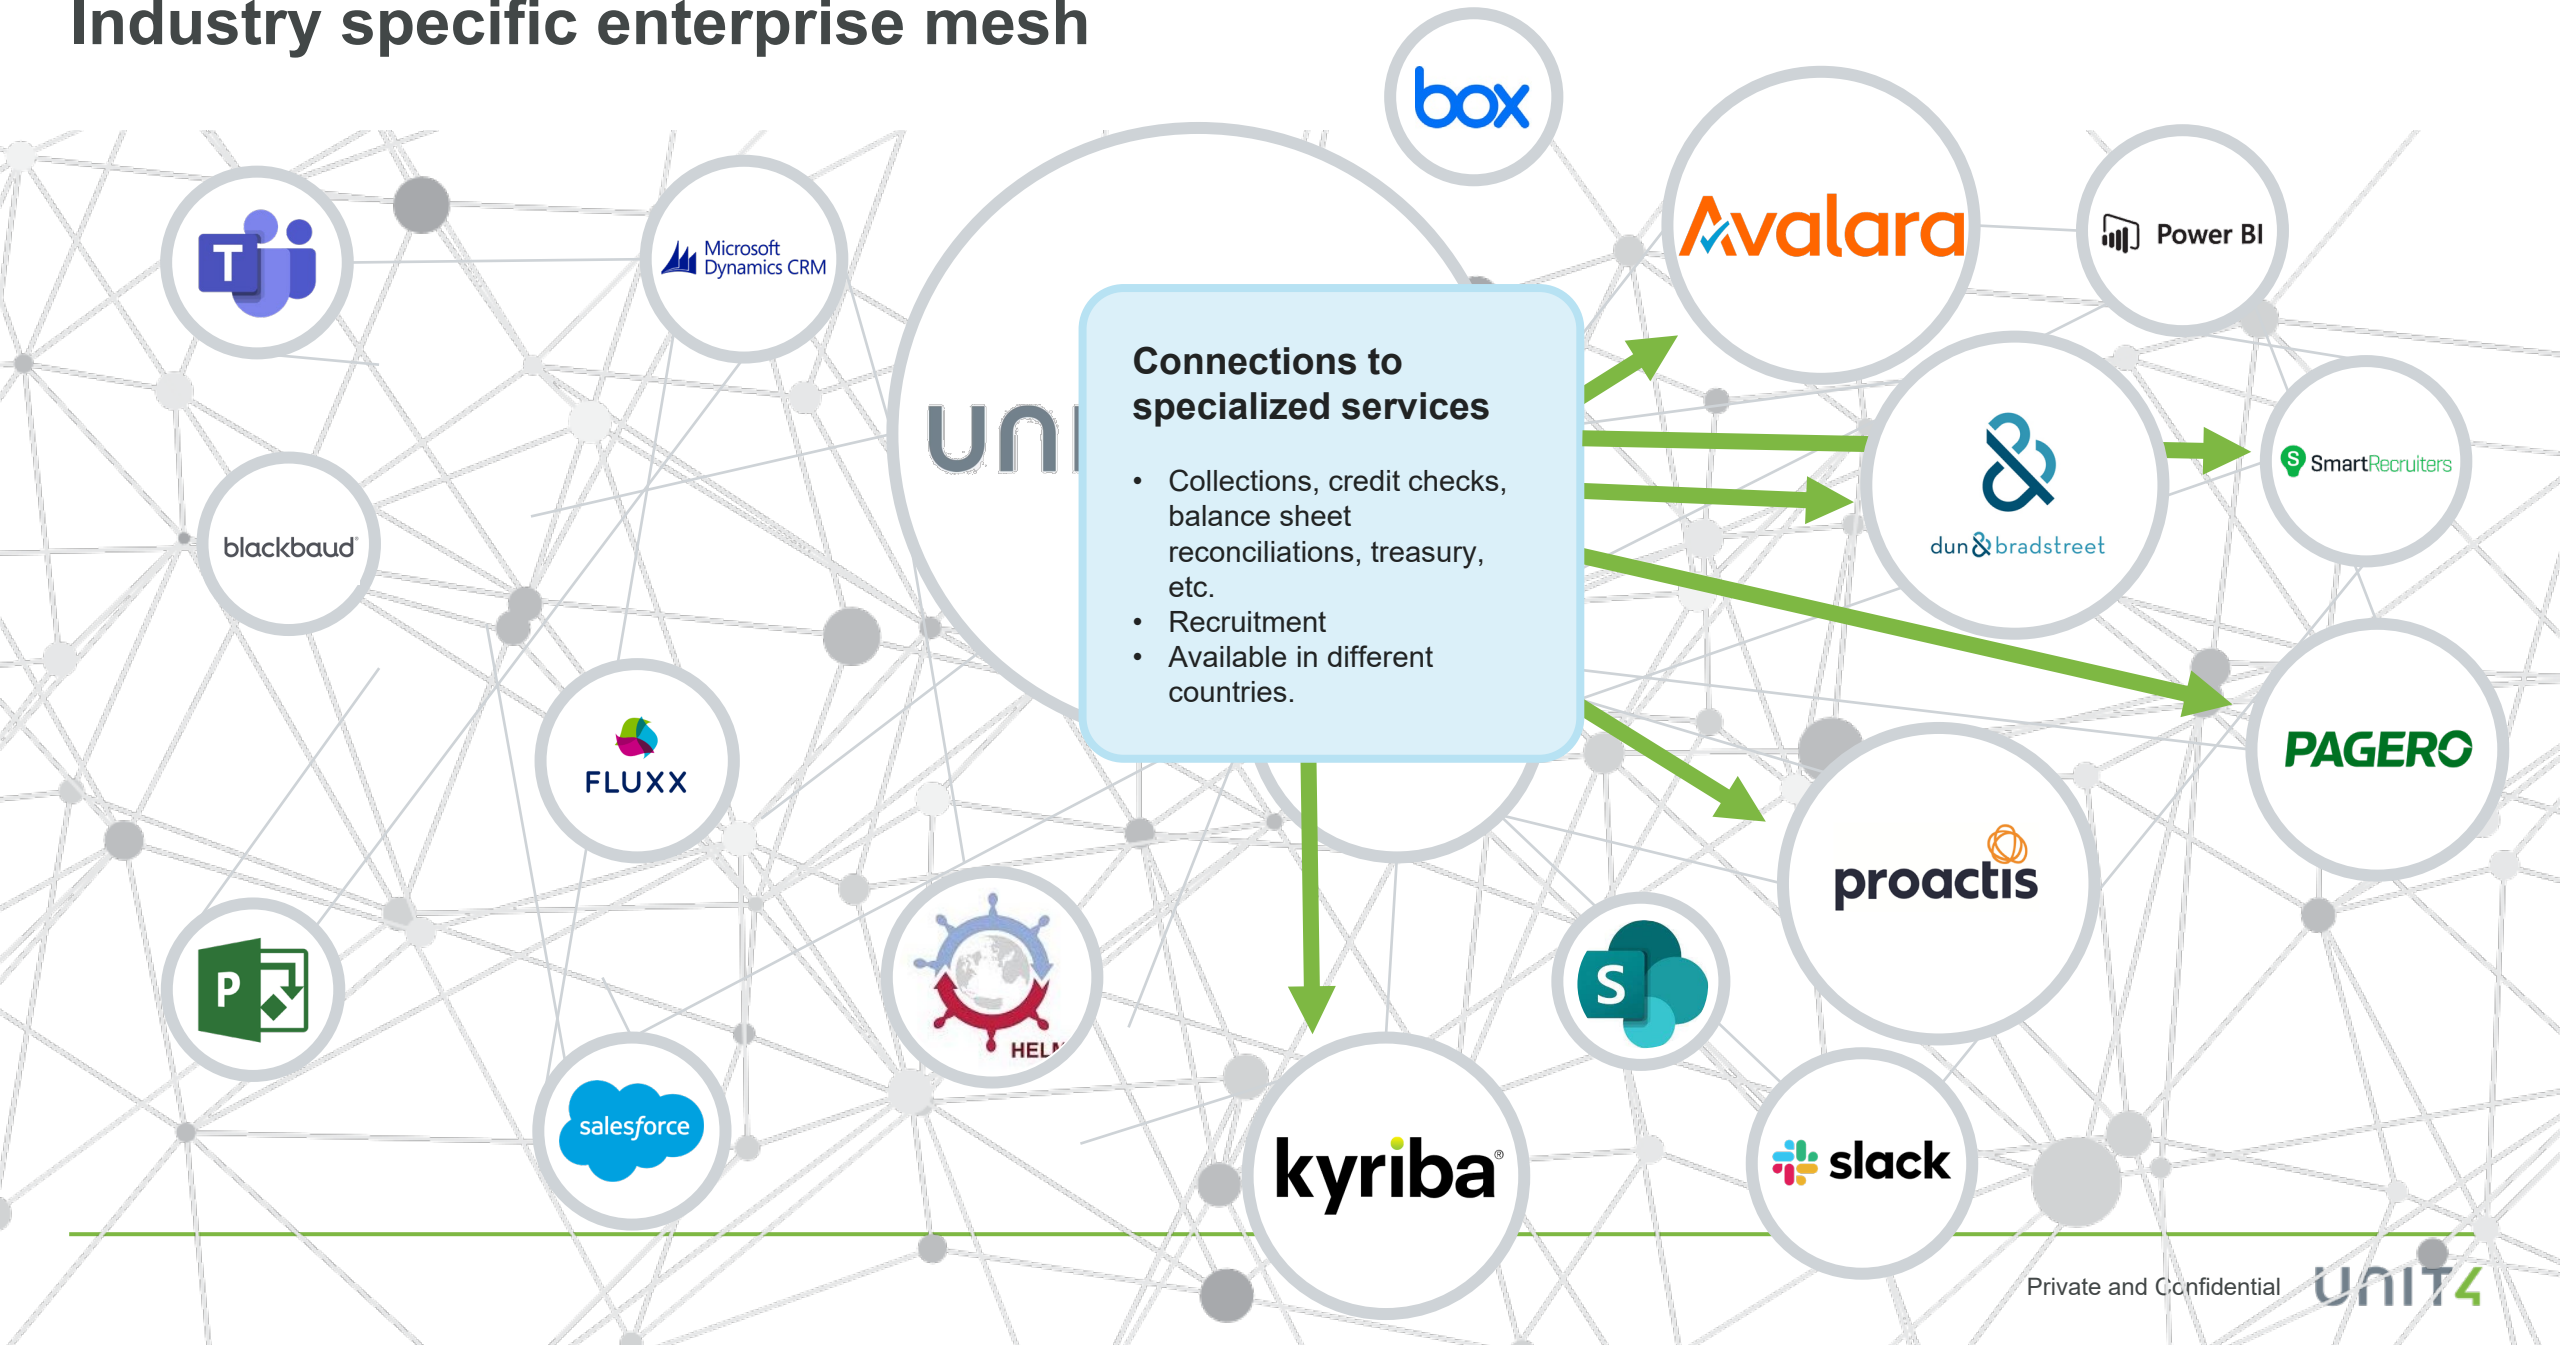 Industry specific enterprise mesh
box
Avalara
Power BI
T
Microsoft
Dynamics CRM
Connections to
specialized services
• Collections, credit checks,
balance sheet
reconciliations, treasury,
etc.
• Recruitment
• Available in different
countries.
&
dun&bradstreet
S SmartRecruiters
blackbaud®
FLUXX
PAGERO
proactis
P
S
salesforce
kyriba®
slack
Private and Confidential
UNIT4